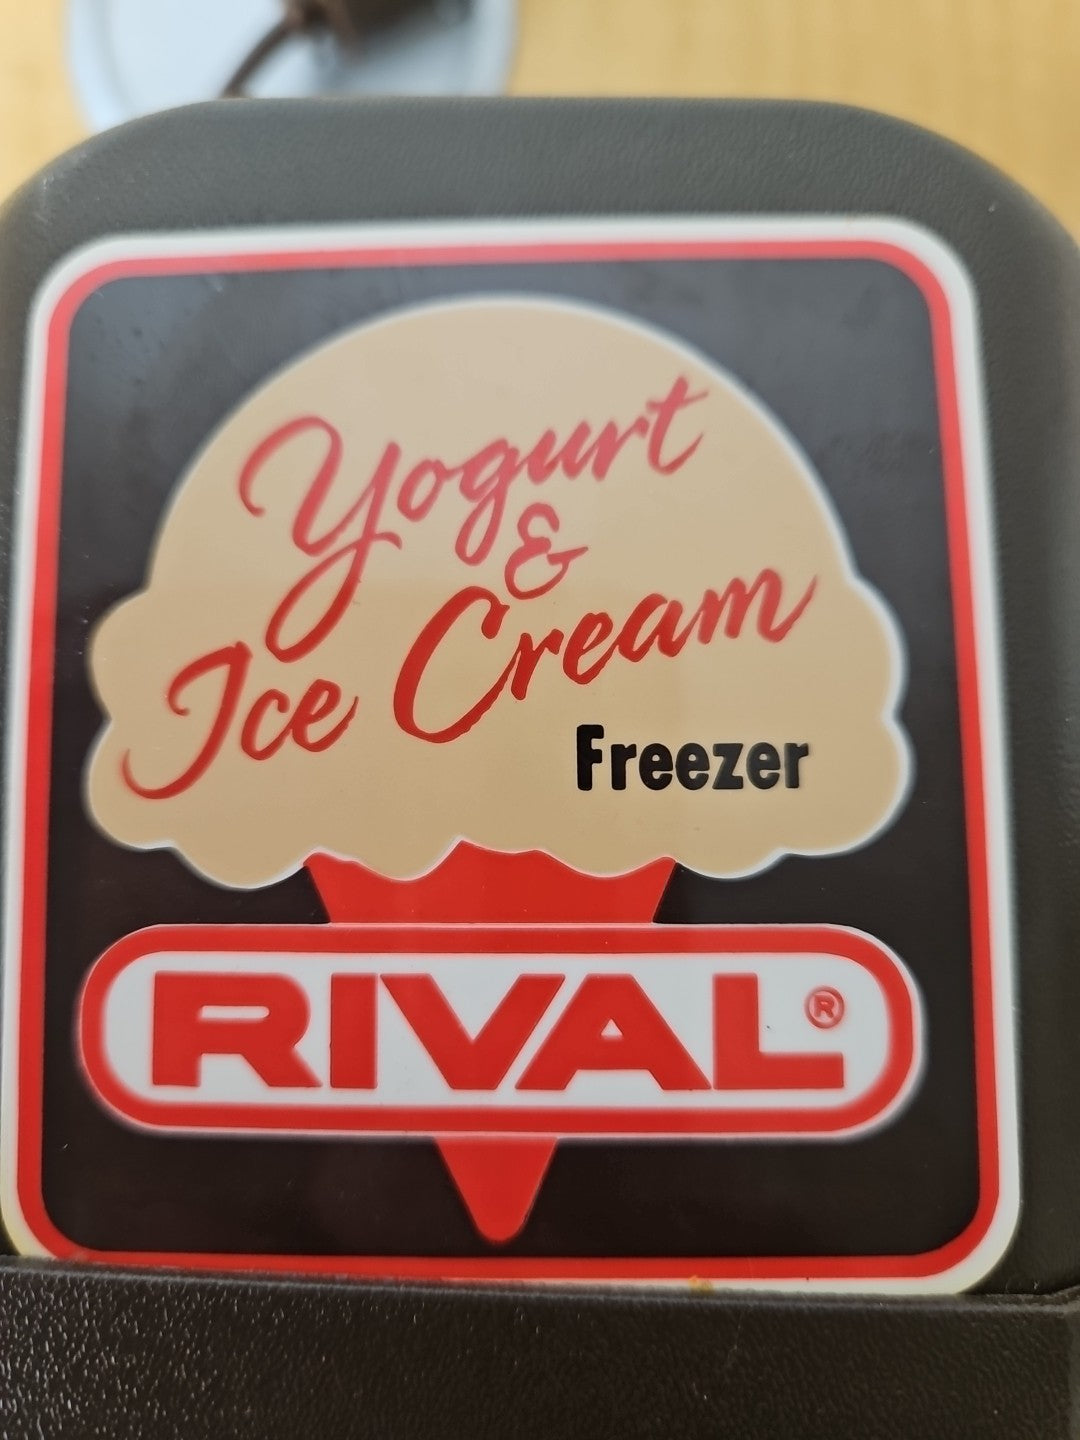 Yogurt
&
Ice Cream
Freezer
RIVAL®